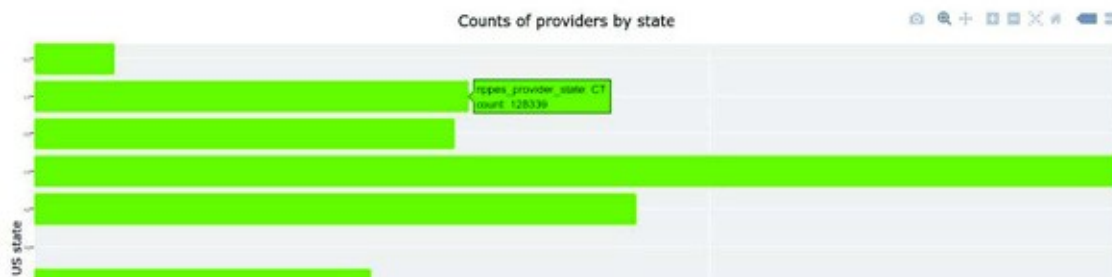 Counts of providers by state
nppes_provider_state: CT
count: 128339
US state